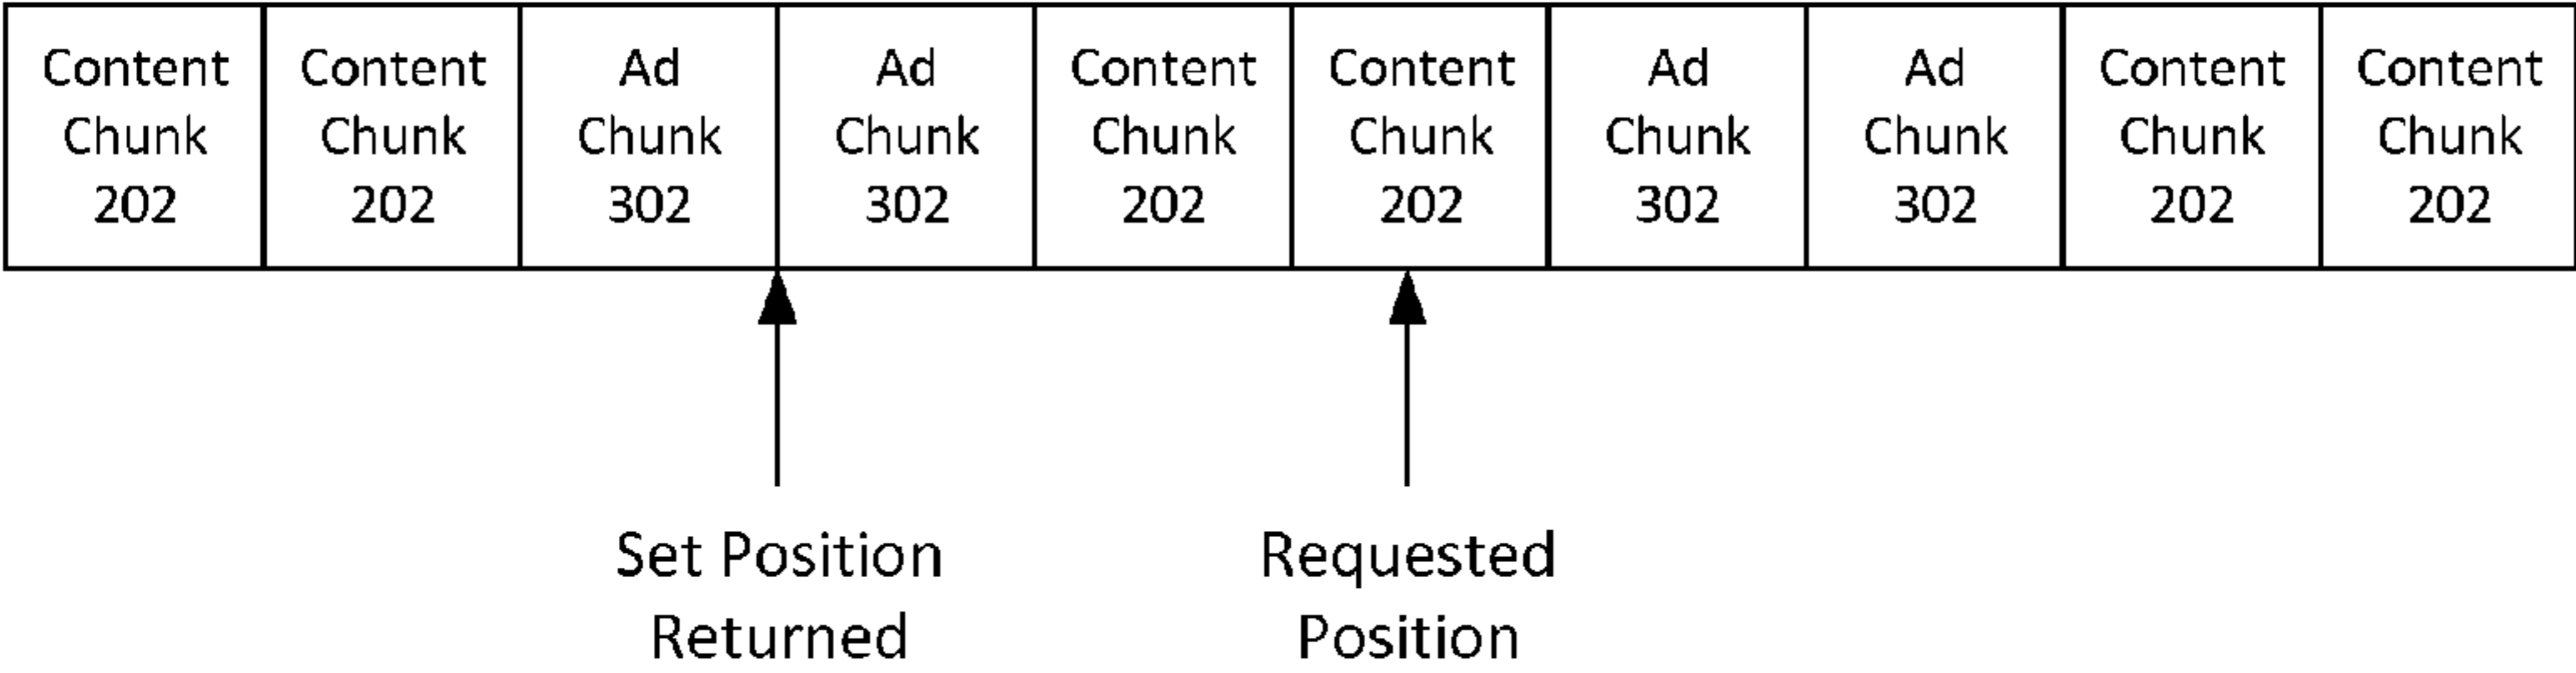 Content Content Ad Ad Content Content Ad Ad Content Content
Chunk Chunk Chunk Chunk Chunk Chunk Chunk Chunk Chunk Chunk
202 202 302 302 202 202 302 302 202 202
Set Position Requested
Returned Position